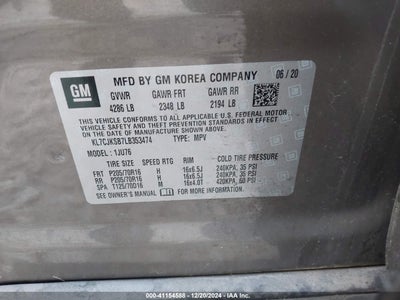 GM
MFD BY GM KOREA COMPANY 06/20
GVWR GAWR FRT GAWR RR
4286 LB 2348 LB 2194 LB
THIS VEHICLE CONFORMS TO ALL APPLICABLE U.S. FEDERAL MOTOR
VEHICLE SAFETY, BUMPER, AND THEFT PREVENTION STANDARDS
IN EFFECT ON THE DATE OF MANUFACTURE SHOWN ABOVE.
KL7CJKSB7LB353474 TYPE: MPV
MODEL: 1JU76
TIRE SIZE SPEED RTG RIM COLD TIRE PRESSURE
FRT P205/70R16 H 16x6.5J 240KPA, 35 PSI
RR P205/70R16 H 16x6.5J 240KPA, 35 PSI
SPA T125/70D16 M 16x4.0T 420KPA, 60 PSI
SEE OWNER'S MANUAL FOR MORE INFORMATION.
000-41154588 - 12/20/2024 - IAA